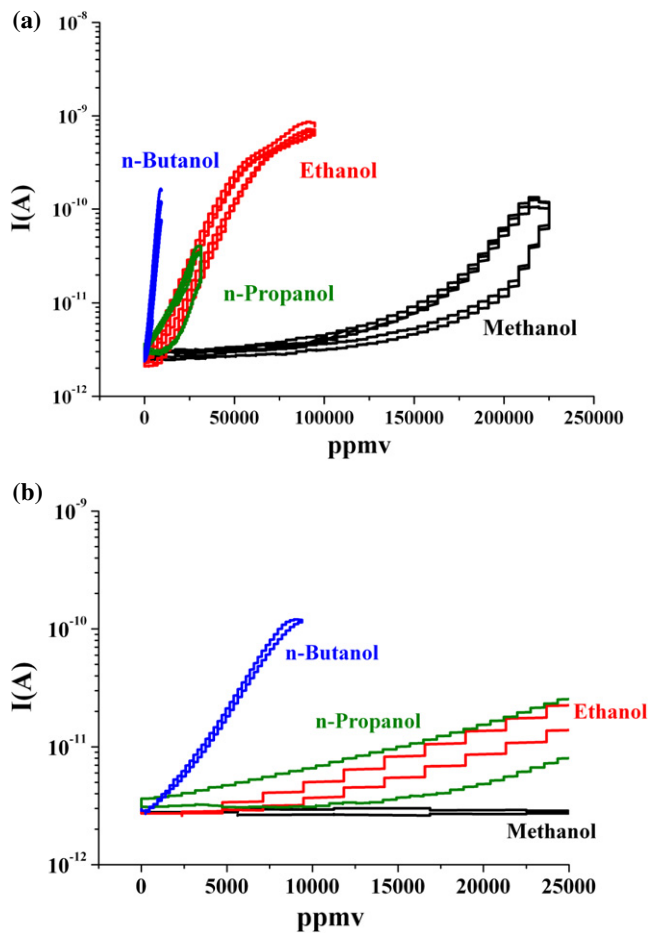 (a)
10⁻⁸
10⁻⁹
10⁻¹⁰
10⁻¹¹
10⁻¹²
I(A)
n-Butanol
Ethanol
n-Propanol
Methanol
0 50000 100000 150000 200000 250000
ppmv
(b)
10⁻⁹
10⁻¹⁰
10⁻¹¹
10⁻¹²
I(A)
n-Butanol
n-Propanol
Ethanol
Methanol
0 5000 10000 15000 20000 25000
ppmv